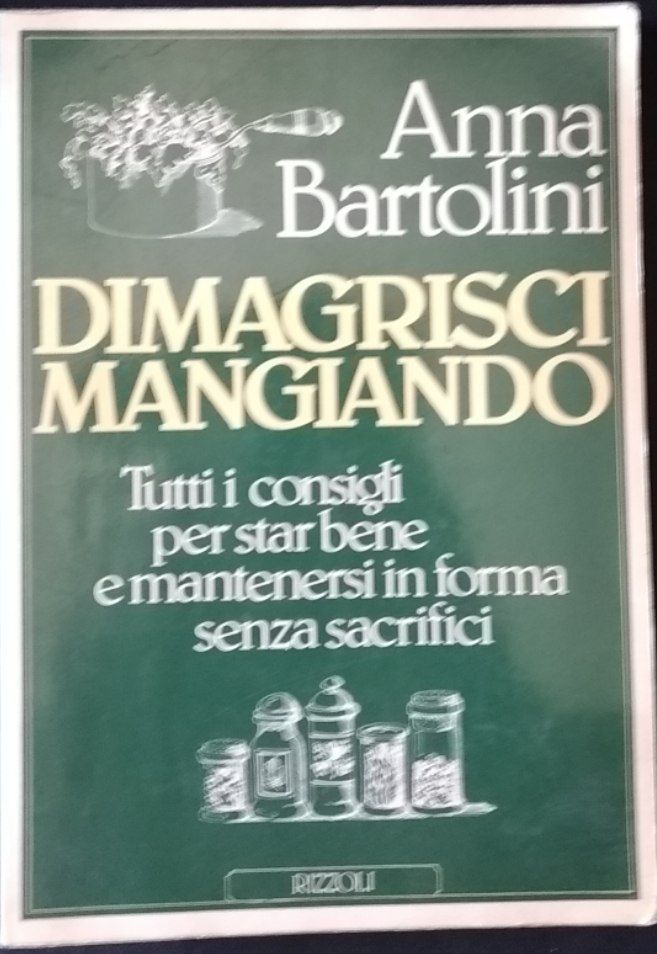 Anna
Bartolini
DIMAGRISCI
MANGIANDO
Tutti i consigli
per star bene
e mantenersi in forma
senza sacrifici
RIZZOLI